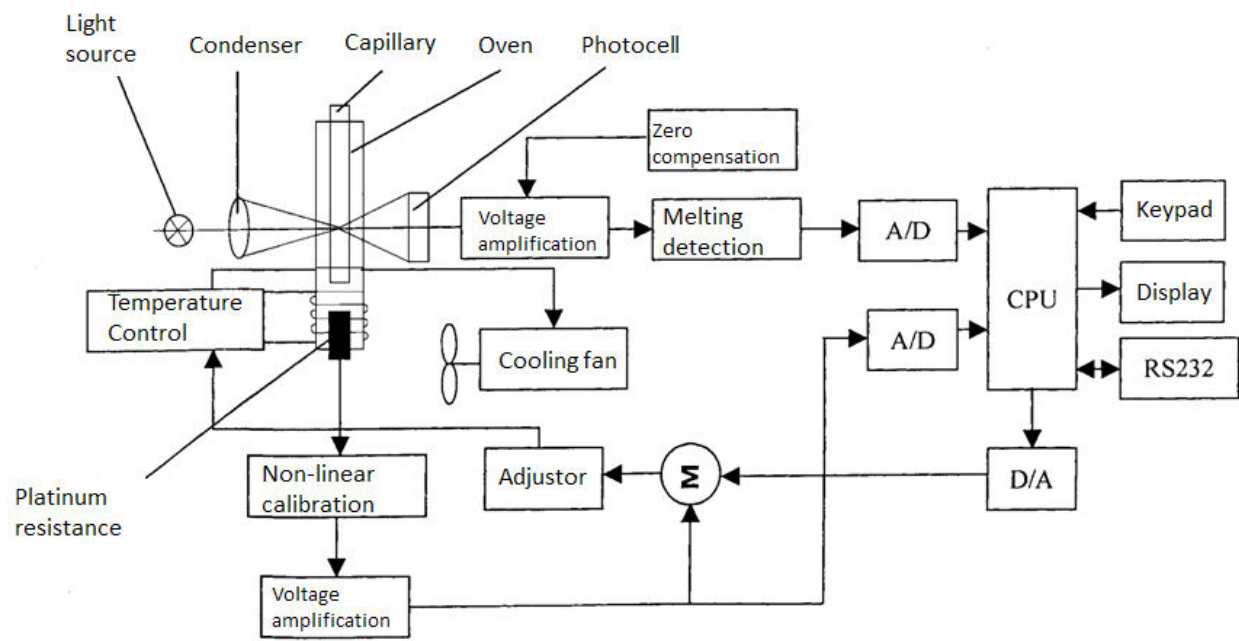 Light
source
Condenser
Capillary
Oven
Photocell
Zero
compensation
Voltage
amplification
Melting
detection
A/D
CPU
Keypad
Display
RS232
Temperature
Control
Cooling fan
A/D
Platinum
resistance
Non-linear
calibration
Adjustor
M
D/A
Voltage
amplification